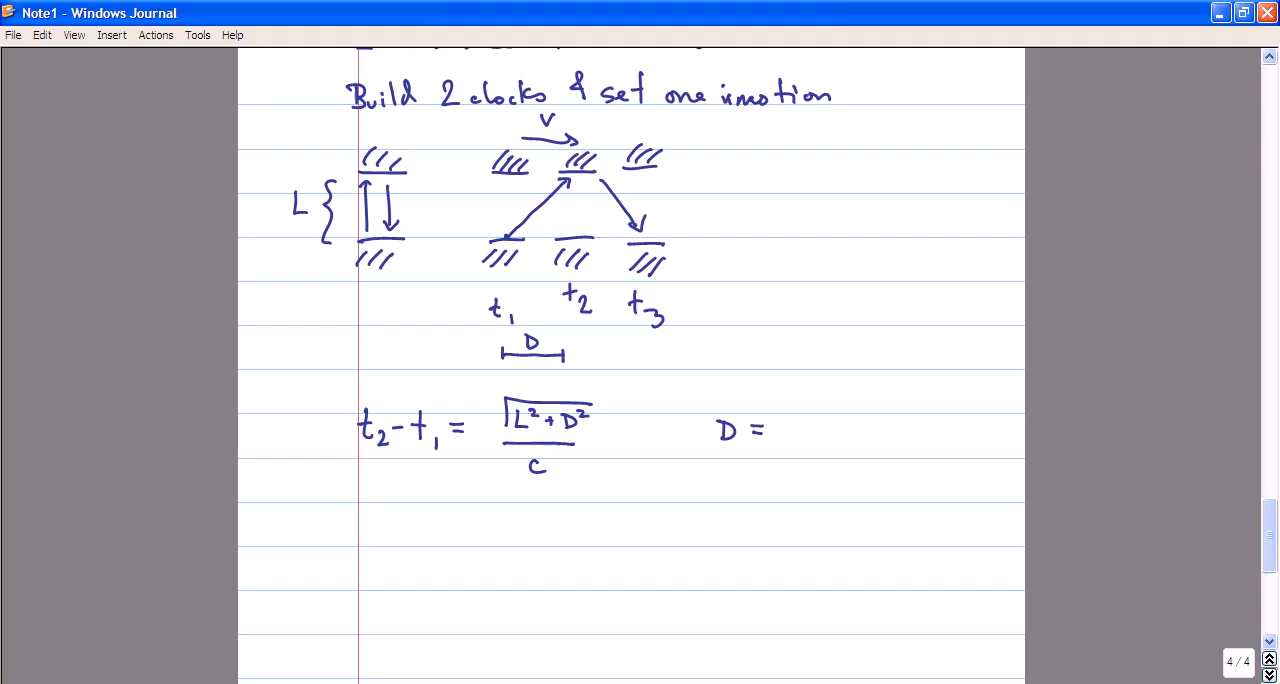 Note1 - Windows Journal
File Edit View Insert Actions Tools Help
Build 2 clocks & set one in motion
V
L
t₁ t₂ t₃
D
t₂ - t₁ = √(L² + D²) / c D =
4 / 4